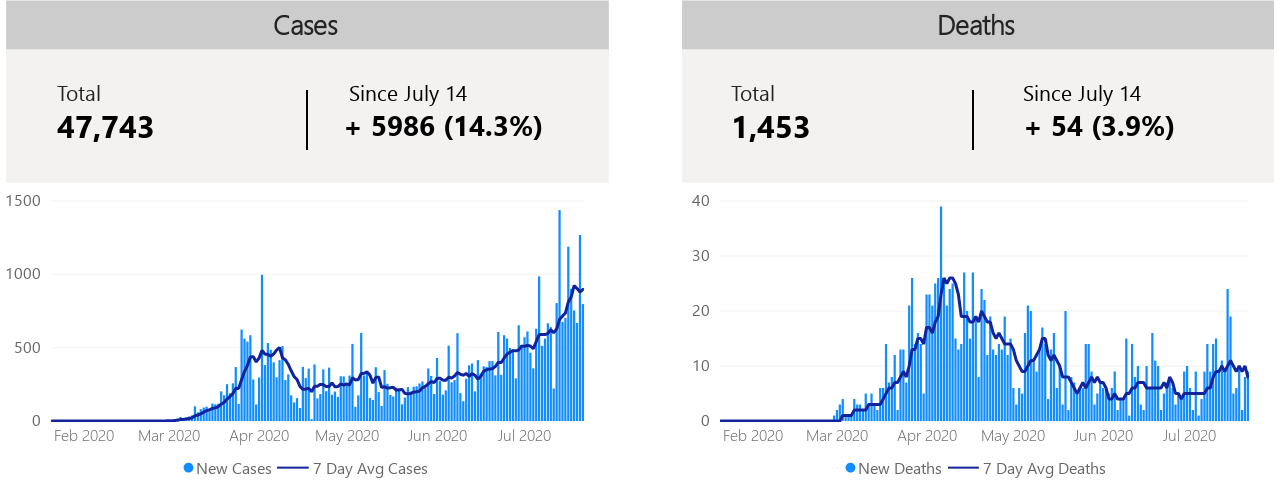 Cases
Total
47,743
Since July 14
+ 5986 (14.3%)
1500
1000
500
0
Feb 2020 Mar 2020 Apr 2020 May 2020 Jun 2020 Jul 2020
New Cases 7 Day Avg Cases
Deaths
Total
1,453
Since July 14
+ 54 (3.9%)
40
30
20
10
0
Feb 2020 Mar 2020 Apr 2020 May 2020 Jun 2020 Jul 2020
New Deaths 7 Day Avg Deaths